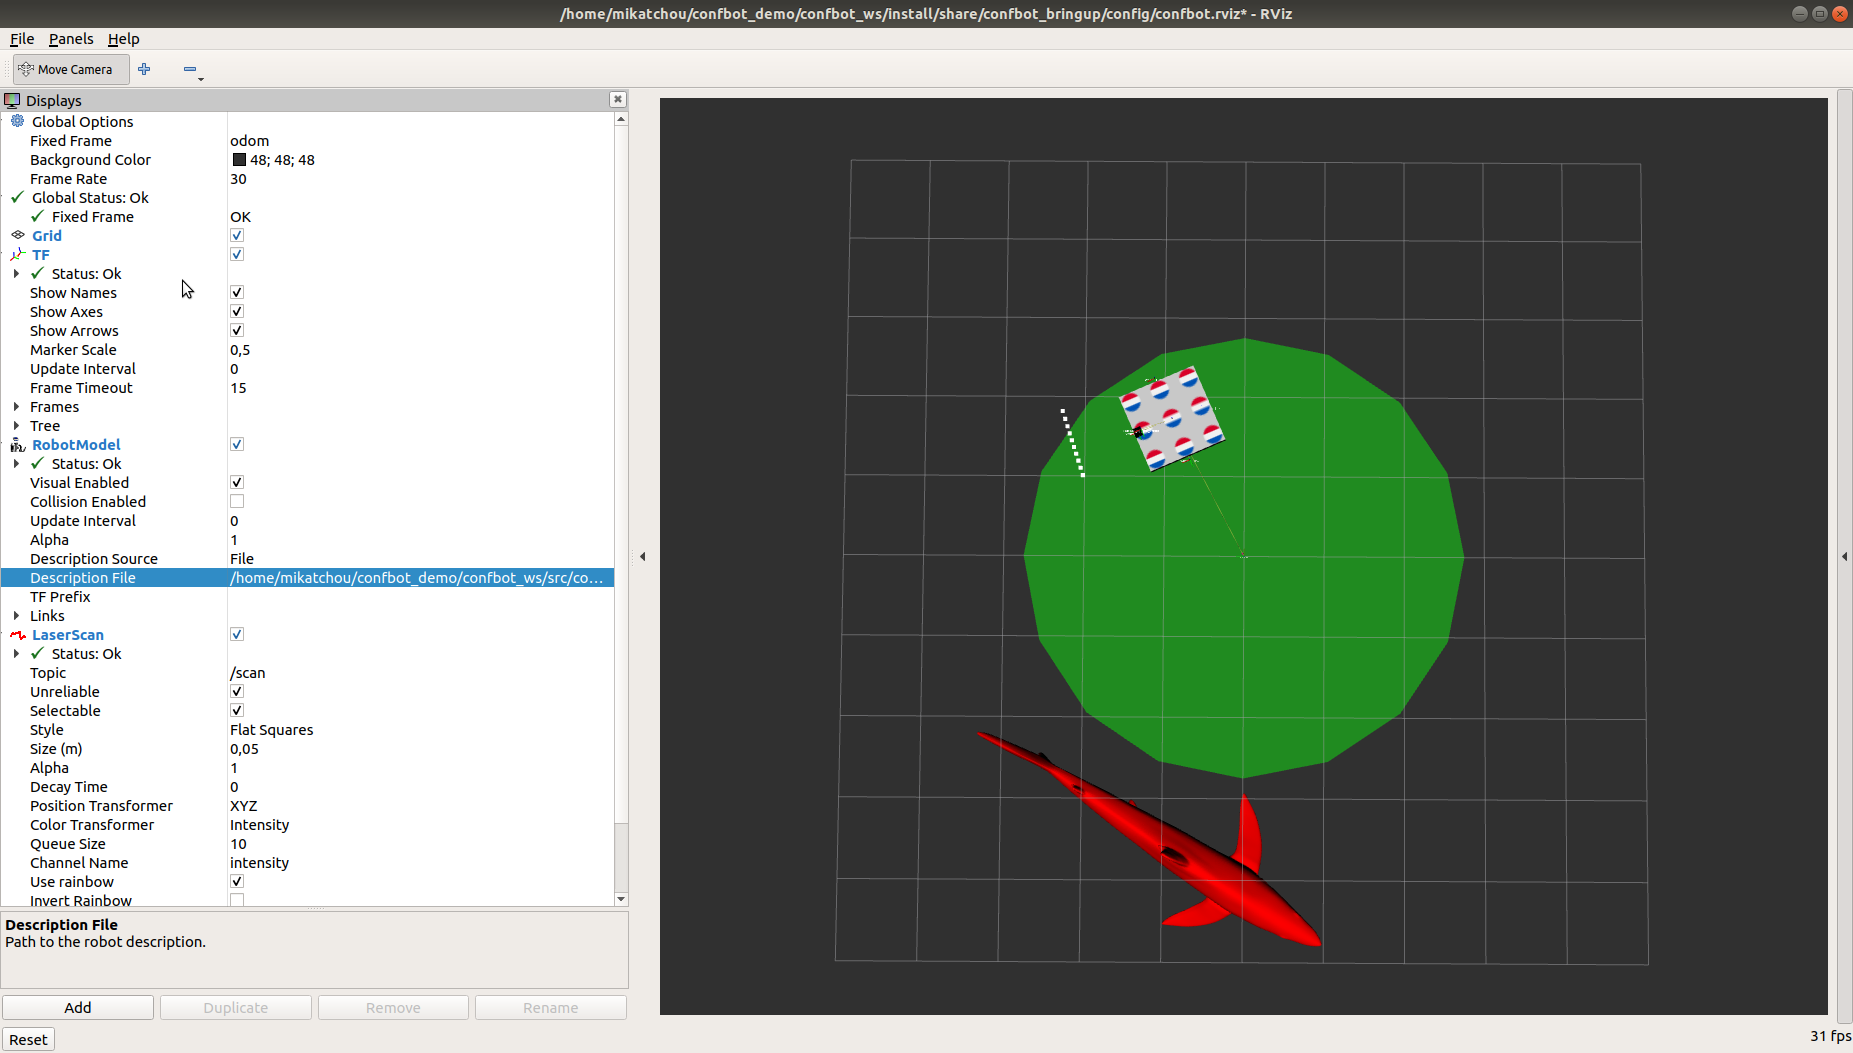 /home/mikatchou/confbot_demo/confbot_ws/install/share/confbot_bringup/config/confbot.rviz* - RViz
File Panels Help
Move Camera
Displays
Global Options
Fixed Frame odom
Background Color 48; 48; 48
Frame Rate 30
Global Status: Ok
Fixed Frame OK
Grid
TF
Status: Ok
Show Names
Show Axes
Show Arrows
Marker Scale 0,5
Update Interval 0
Frame Timeout 15
Frames
Tree
RobotModel
Status: Ok
Visual Enabled
Collision Enabled
Update Interval 0
Alpha 1
Description Source File
Description File /home/mikatchou/confbot_demo/confbot_ws/src/co...
TF Prefix
Links
LaserScan
Status: Ok
Topic /scan
Unreliable
Selectable
Style Flat Squares
Size (m) 0,05
Alpha 1
Decay Time 0
Position Transformer XYZ
Color Transformer Intensity
Queue Size 10
Channel Name intensity
Use rainbow
Invert Rainbow
Description File
Path to the robot description.
Add Duplicate Remove Rename
Reset
31 fps